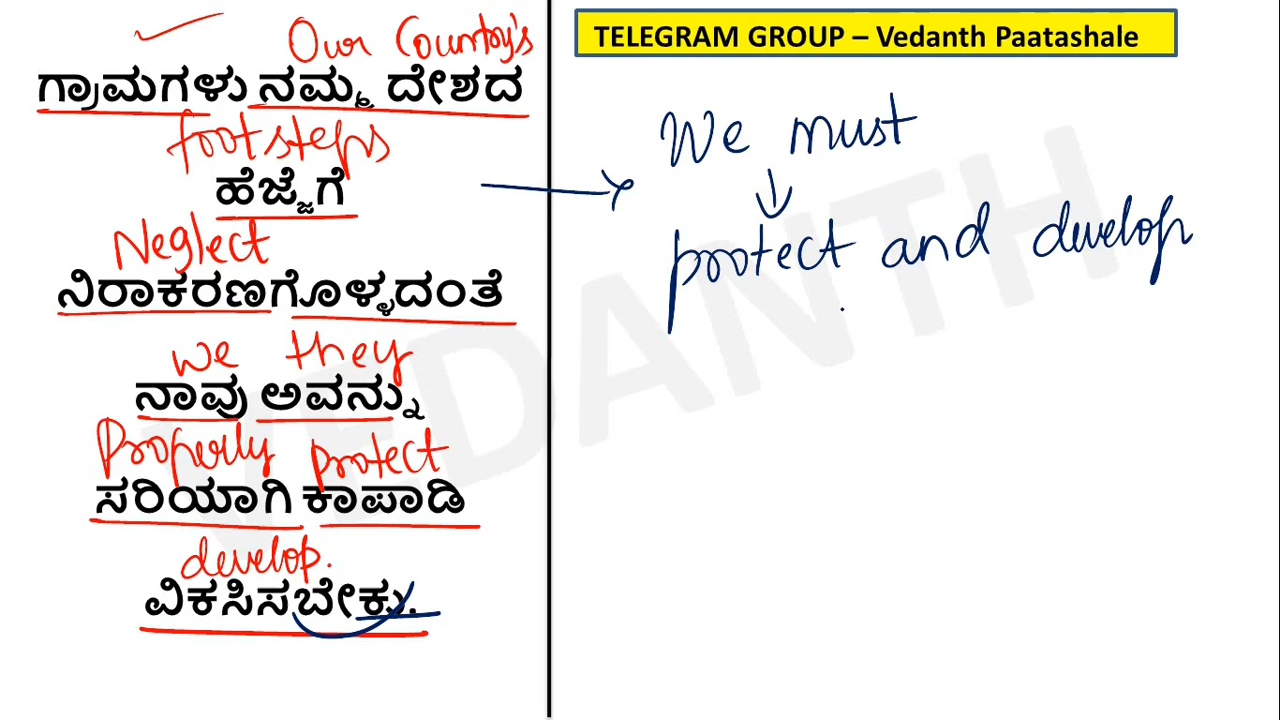 Our Country's
ಗ್ರಾಮಗಳು ನಮ್ಮ ದೇಶದ
footsteps
ಹೆಜ್ಜೆಗೆ
Neglect
ನಿರಾಕರಣಗೊಳ್ಳದಂತೆ
we they
ನಾವು ಅವನ್ನು
Properly protect
ಸರಿಯಾಗಿ ಕಾಪಾಡಿ
develop.
ವಿಕಸಿಸಬೇಕು.
TELEGRAM GROUP – Vedanth Paatashale
We must
protect and develop
VEDANTH